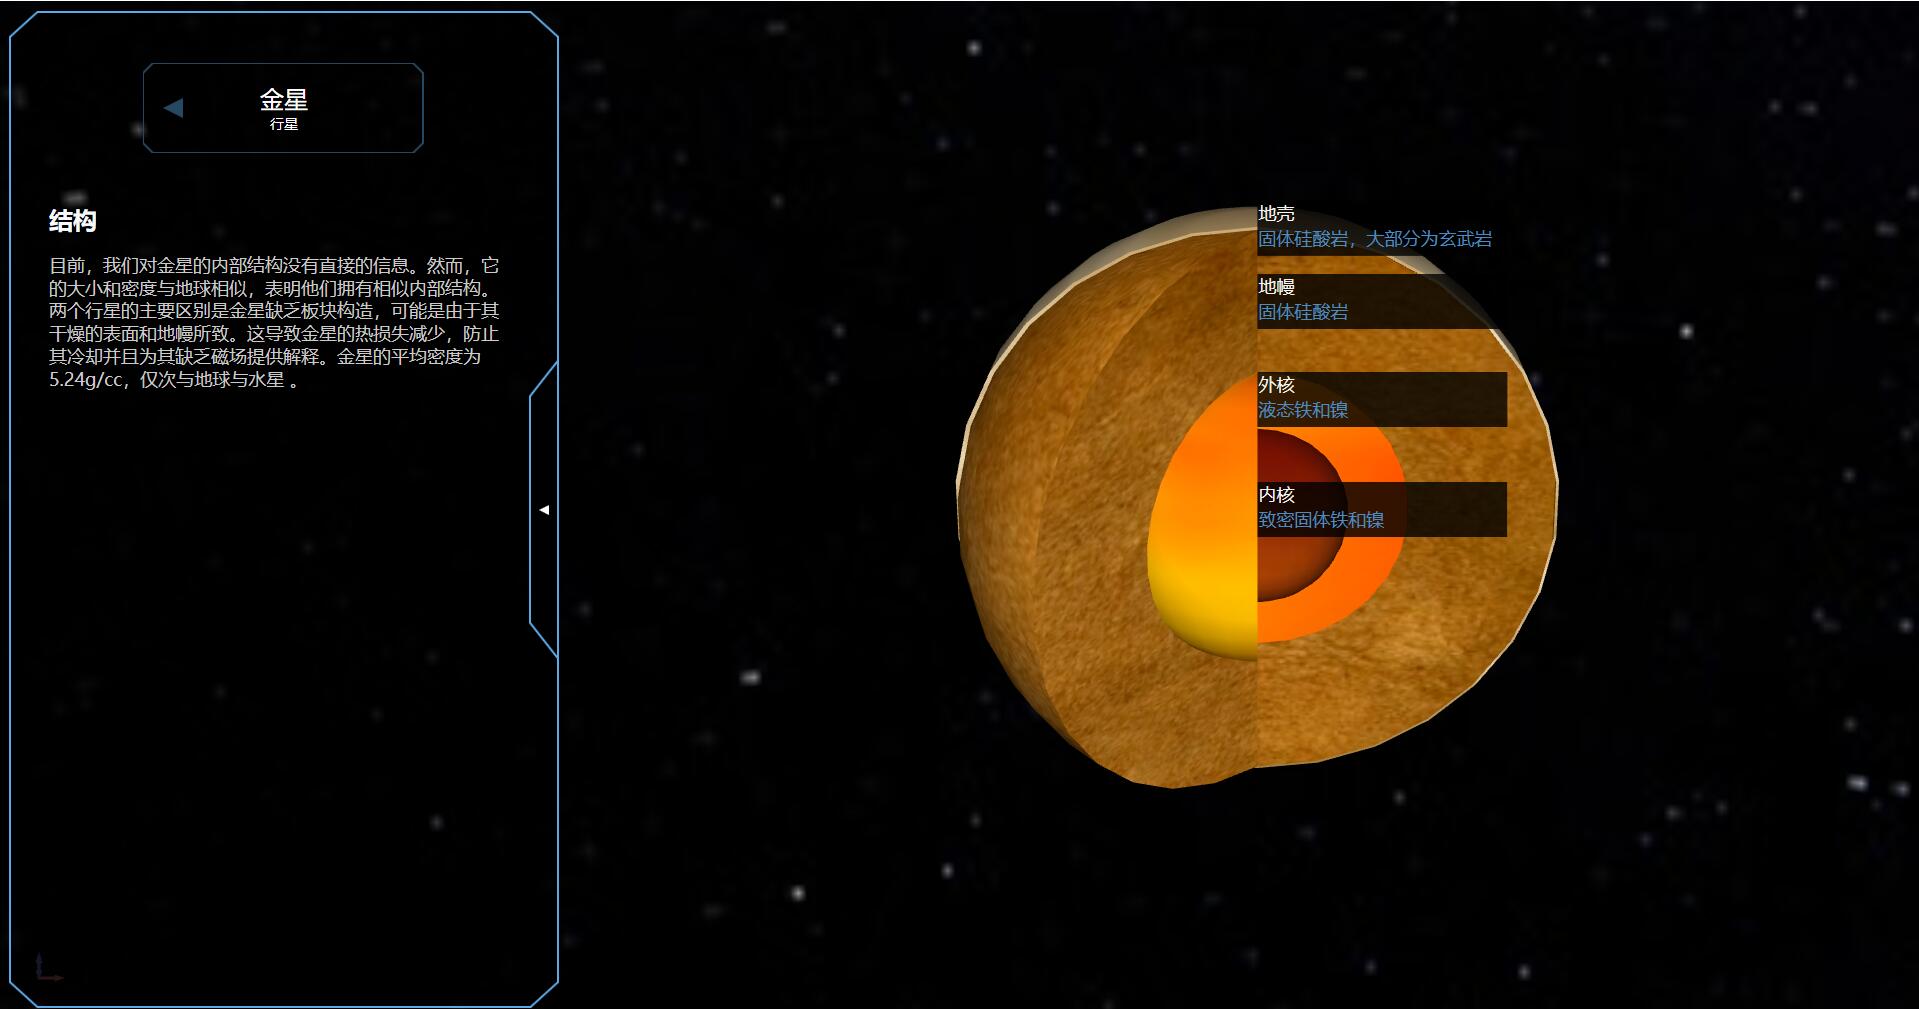 金星
行星
结构
目前，我们对金星的内部结构没有直接的信息。然而，它
的大小和密度与地球相似，表明他们拥有相似内部结构。
两个行星的主要区别是金星缺乏板块构造，可能是由于其
干燥的表面和地幔所致。这导致金星的热损失减少，防止
其冷却并且为其缺乏磁场提供解释。金星的平均密度为
5.24g/cc，仅次与地球与水星 。
地壳
固体硅酸岩，大部分为玄武岩
地幔
固体硅酸岩
外核
液态铁和镍
内核
致密固体铁和镍